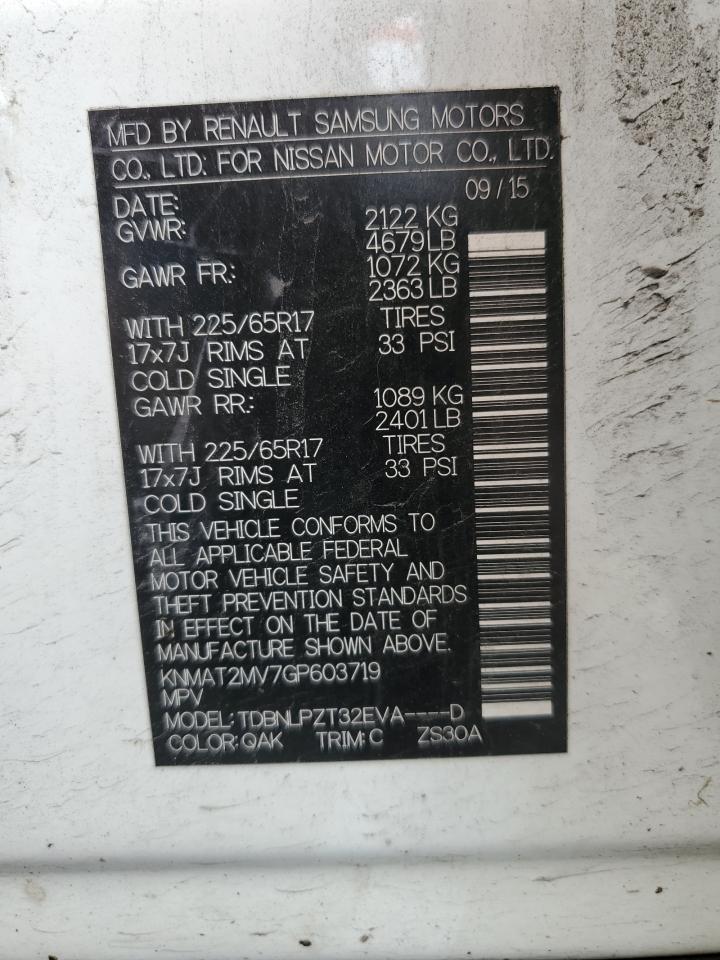 MFD BY RENAULT SAMSUNG MOTORS
CO., LTD. FOR NISSAN MOTOR CO., LTD.
DATE: 09 / 15
GVWR: 2122 KG
4679 LB
GAWR FR.: 1072 KG
2363 LB
WITH 225/65R17 TIRES
17x7J RIMS AT 33 PSI
COLD SINGLE
GAWR RR.: 1089 KG
2401 LB
WITH 225/65R17 TIRES
17x7J RIMS AT 33 PSI
COLD SINGLE
THIS VEHICLE CONFORMS TO
ALL APPLICABLE FEDERAL
MOTOR VEHICLE SAFETY AND
THEFT PREVENTION STANDARDS
IN EFFECT ON THE DATE OF
MANUFACTURE SHOWN ABOVE.
KNMAT2MV7GP603719
MPV
MODEL: TDBNLPZT32EVA----D
COLOR: QAK TRIM: C ZS30A